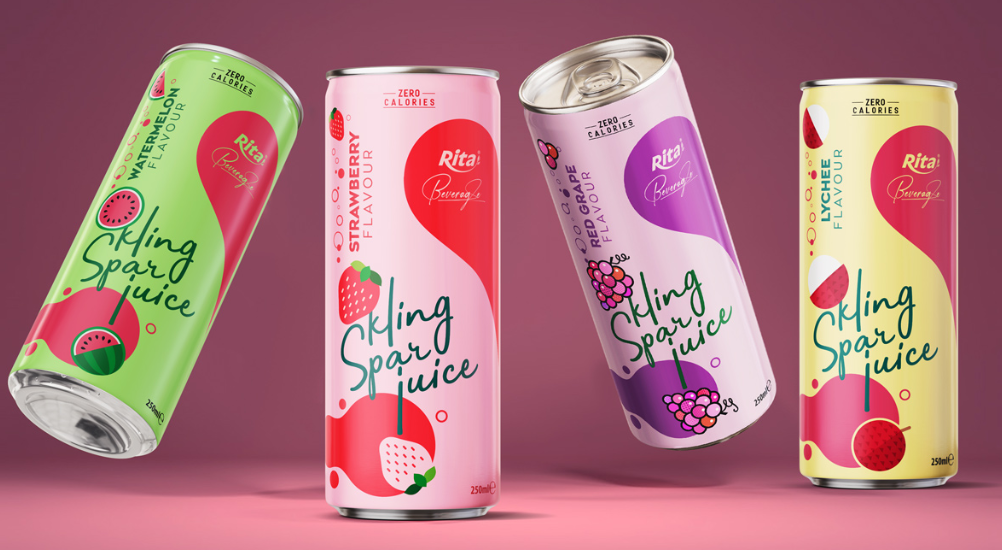 ZERO
CALORIES
WATERMELON
FLAVOUR
Rita
Beverage
kling
Spar
juice
250ml℮
ZERO
CALORIES
STRAWBERRY
FLAVOUR
Rita
Beverage
kling
Spar
juice
250ml℮
ZERO
CALORIES
RED GRAPE
FLAVOUR
Rita
Beverage
kling
Spar
juice
250ml℮
ZERO
CALORIES
LYCHEE
FLAVOUR
Rita
Beverage
kling
Spar
juice
250ml℮